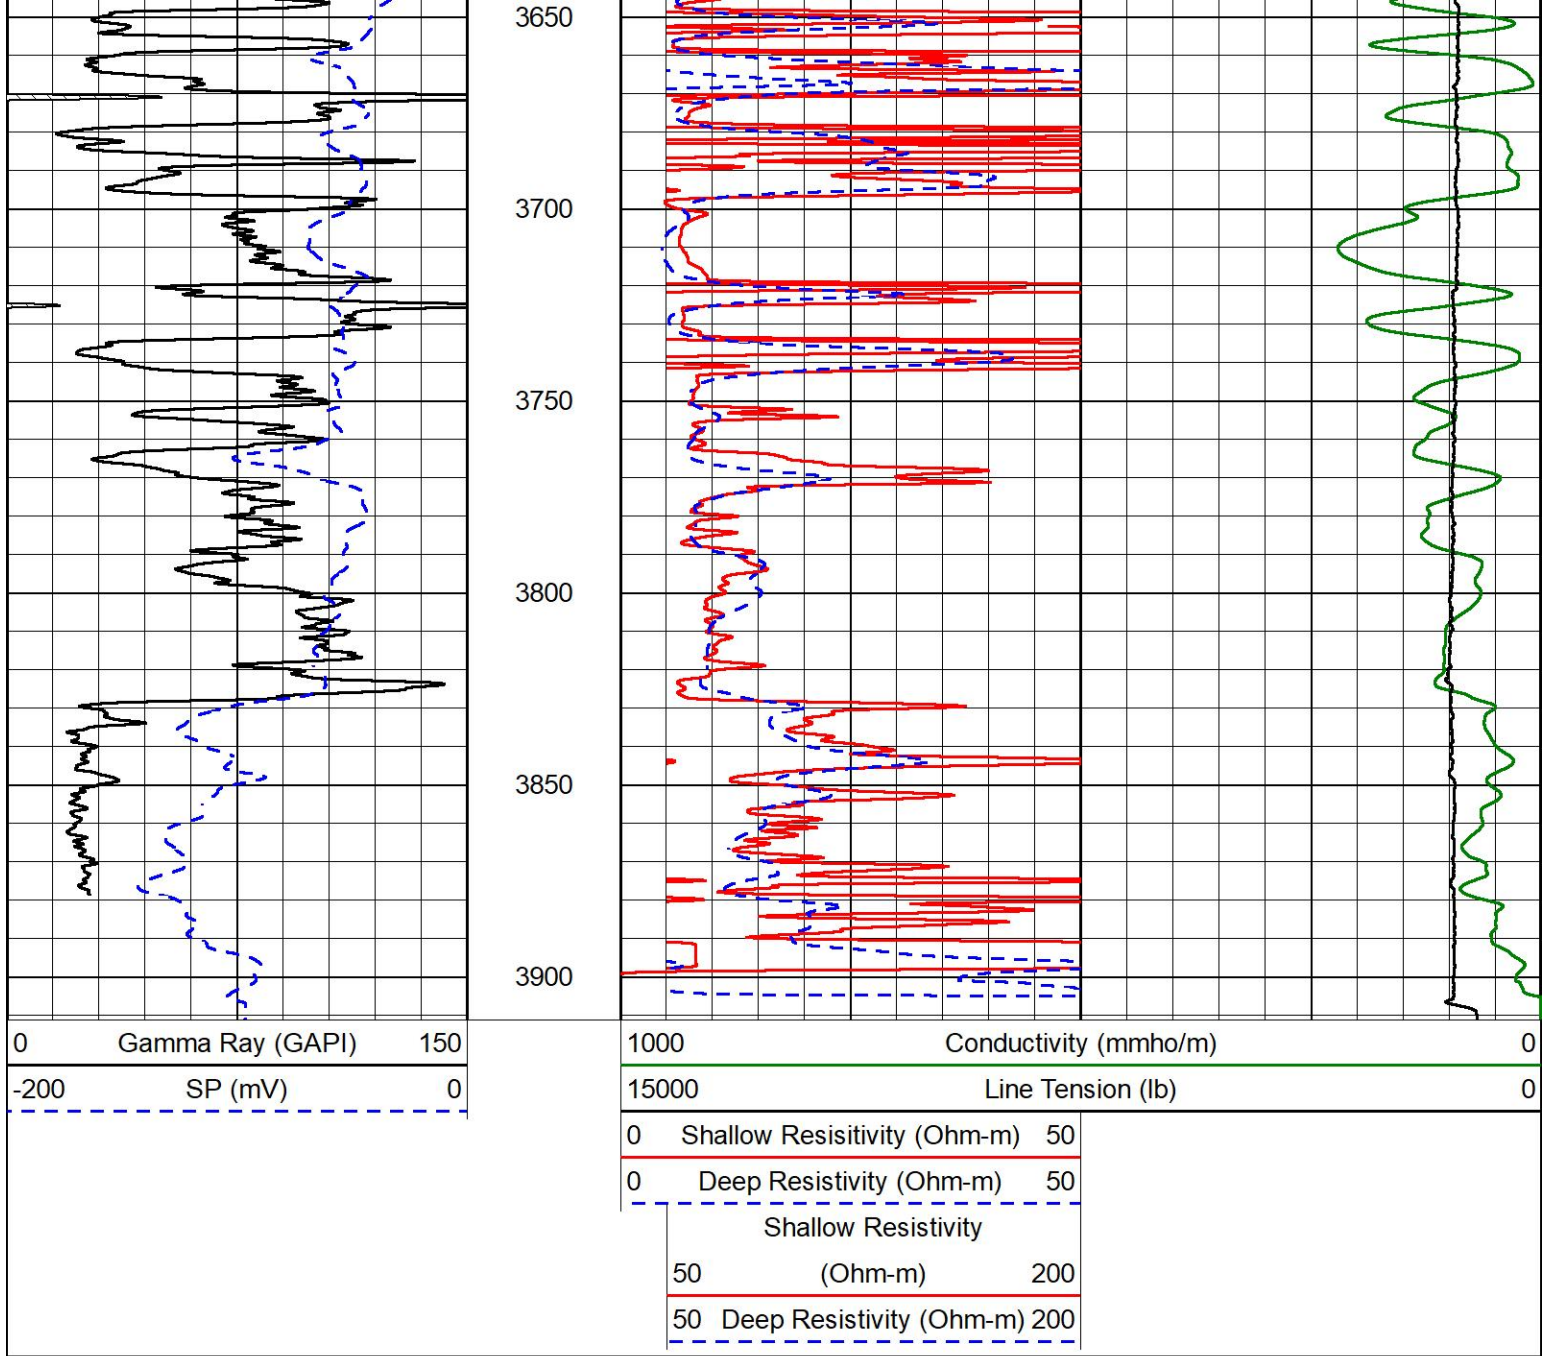 3650
3700
3750
3800
3850
3900
0 Gamma Ray (GAPI) 150
-200 SP (mV) 0
1000 Conductivity (mmho/m) 0
15000 Line Tension (lb) 0
0 Shallow Resisitivity (Ohm-m) 50
0 Deep Resistivity (Ohm-m) 50
Shallow Resistivity
50 (Ohm-m) 200
50 Deep Resistivity (Ohm-m) 200